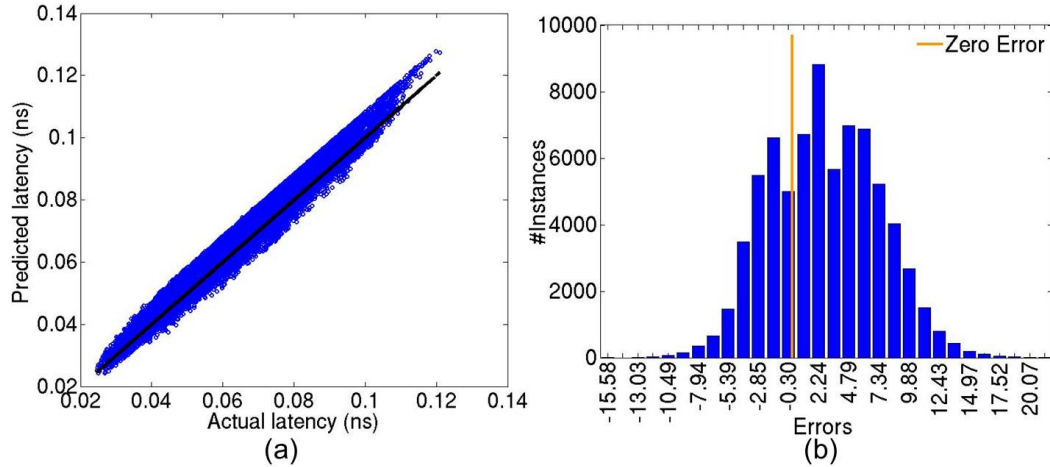 0.14
0.12
0.1
0.08
0.06
0.04
0.02
Predicted latency (ns)
0.02 0.04 0.06 0.08 0.1 0.12 0.14
Actual latency (ns)
(a)
10000
8000
6000
4000
2000
0
#Instances
Zero Error
-15.58 -13.03 -10.49 -7.94 -5.39 -2.85 -0.30 2.24 4.79 7.34 9.88 12.43 14.97 17.52 20.07
Errors
(b)